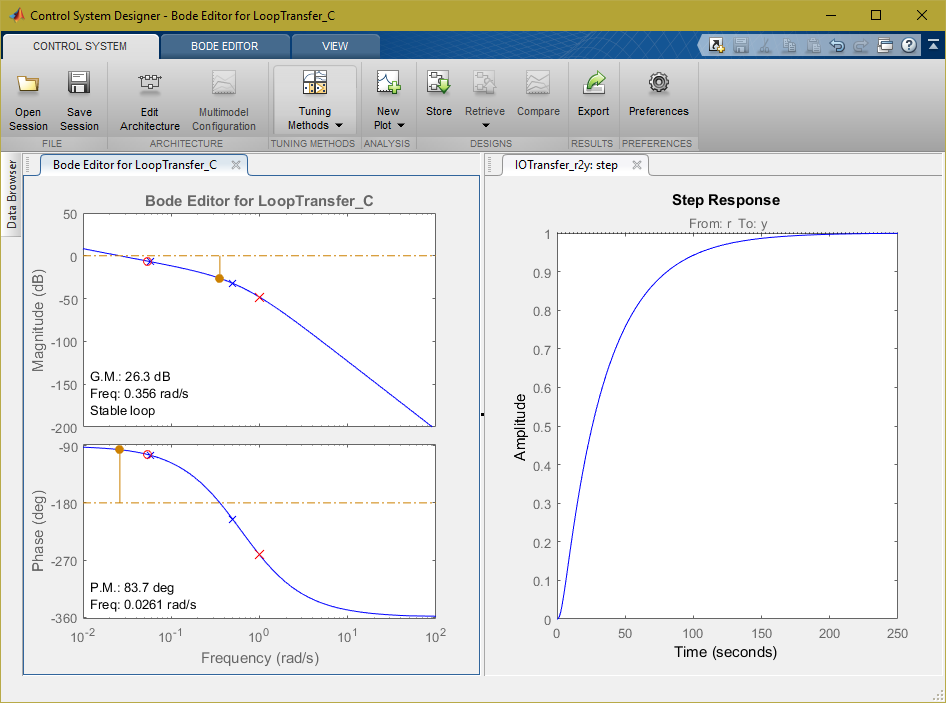 Control System Designer - Bode Editor for LoopTransfer_C
CONTROL SYSTEM
BODE EDITOR
VIEW
Open
Session
Save
Session
Edit
Architecture
Multimodel
Configuration
Tuning
Methods
New
Plot
Store
Retrieve
Compare
Export
Preferences
FILE
ARCHITECTURE
TUNING METHODS
ANALYSIS
DESIGNS
RESULTS
PREFERENCES
Data Browser
Bode Editor for LoopTransfer_C
Bode Editor for LoopTransfer_C
Magnitude (dB)
50
0
-50
-100
-150
-200
G.M.: 26.3 dB
Freq: 0.356 rad/s
Stable loop
Phase (deg)
-90
-180
-270
-360
P.M.: 83.7 deg
Freq: 0.0261 rad/s
10^-2
10^-1
10^0
10^1
10^2
Frequency (rad/s)
IOTransfer_r2y: step
Step Response
From: r To: y
Amplitude
1
0.9
0.8
0.7
0.6
0.5
0.4
0.3
0.2
0.1
0
0
50
100
150
200
250
Time (seconds)